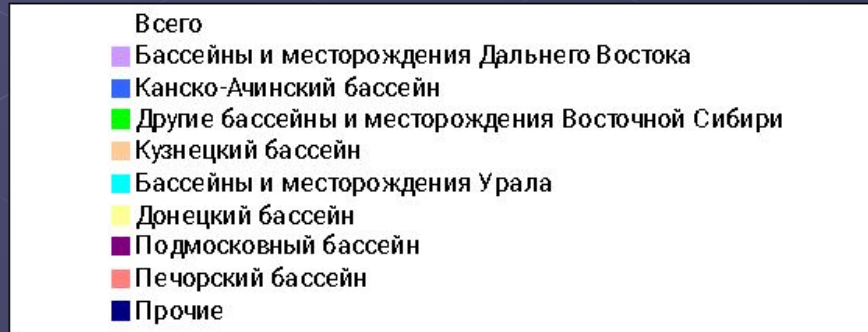 Всего
Бассейны и месторождения Дальнего Востока
Канско-Ачинский бассейн
Другие бассейны и месторождения Восточной Сибири
Кузнецкий бассейн
Бассейны и месторождения Урала
Донецкий бассейн
Подмосковный бассейн
Печорский бассейн
Прочие